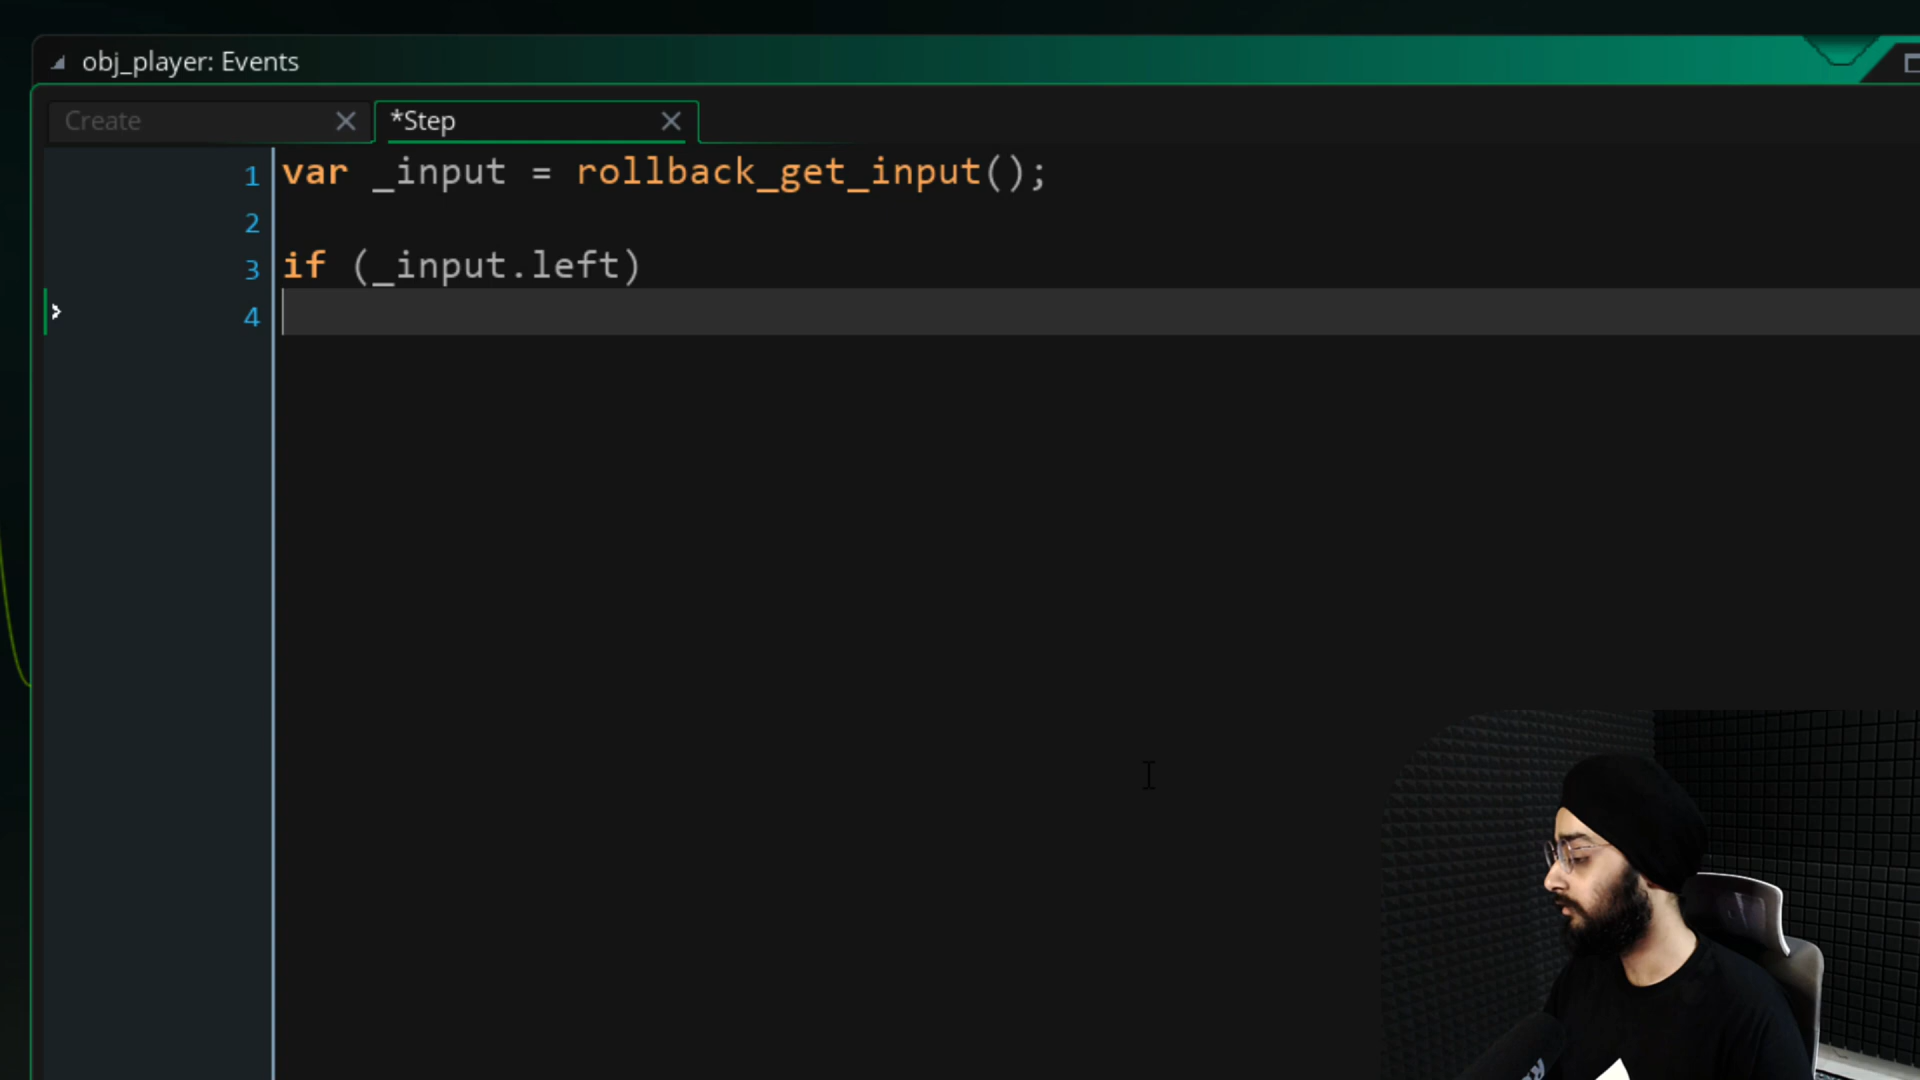 obj_player: Events
Create
*Step
1 var _input = rollback_get_input();
2
3 if (_input.left)
4